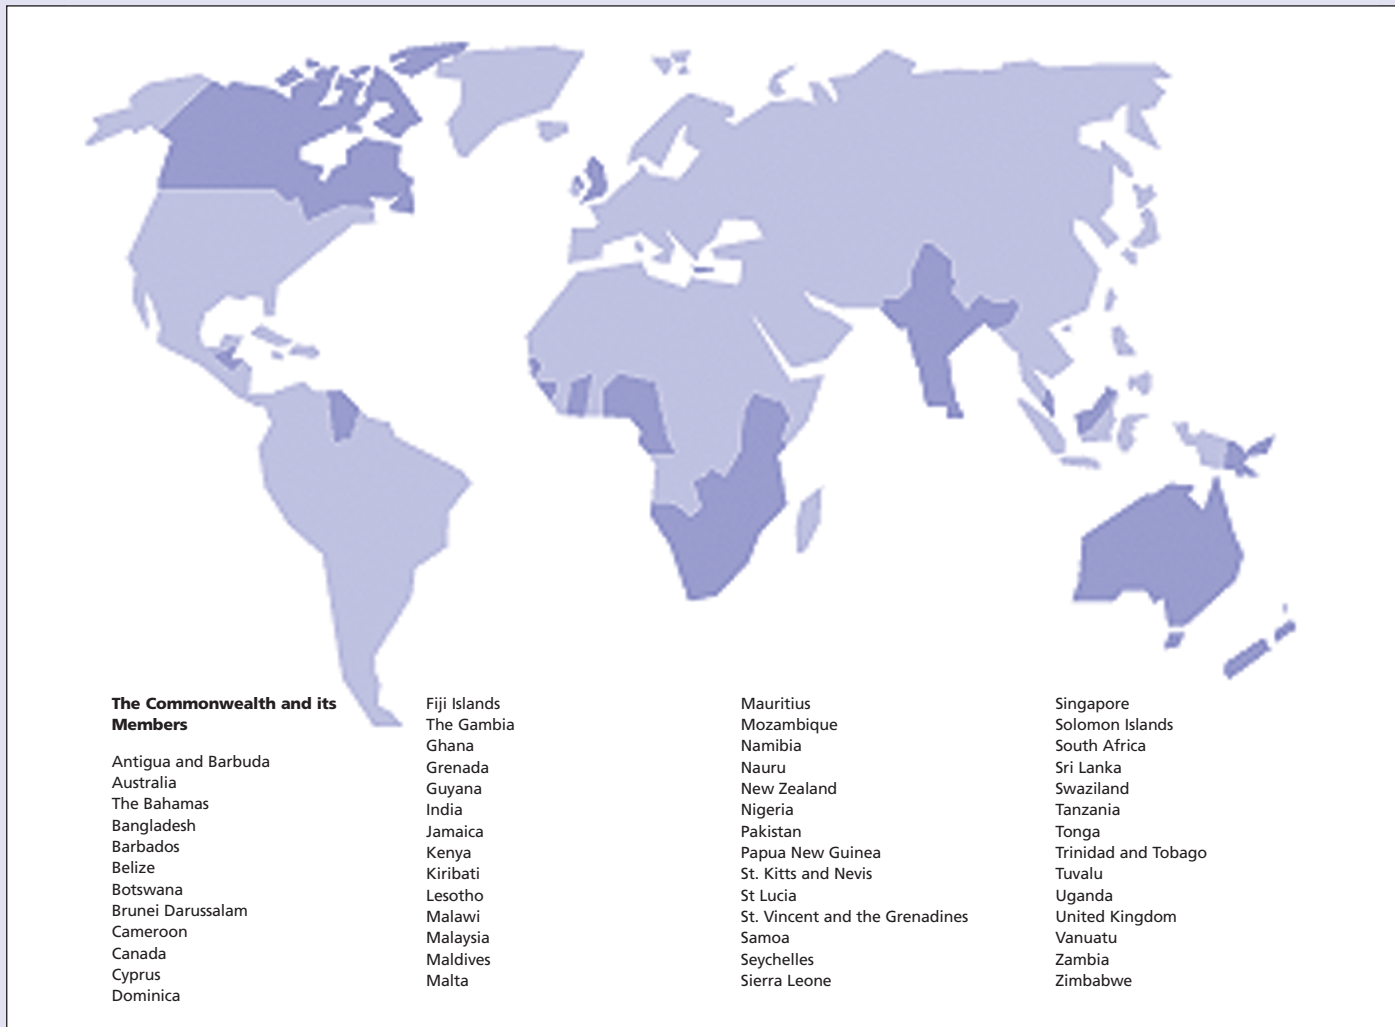 The Commonwealth and its
Members
Antigua and Barbuda
Australia
The Bahamas
Bangladesh
Barbados
Belize
Botswana
Brunei Darussalam
Cameroon
Canada
Cyprus
Dominica
Fiji Islands
The Gambia
Ghana
Grenada
Guyana
India
Jamaica
Kenya
Kiribati
Lesotho
Malawi
Malaysia
Maldives
Malta
Mauritius
Mozambique
Namibia
Nauru
New Zealand
Nigeria
Pakistan
Papua New Guinea
St. Kitts and Nevis
St Lucia
St. Vincent and the Grenadines
Samoa
Seychelles
Sierra Leone
Singapore
Solomon Islands
South Africa
Sri Lanka
Swaziland
Tanzania
Tonga
Trinidad and Tobago
Tuvalu
Uganda
United Kingdom
Vanuatu
Zambia
Zimbabwe